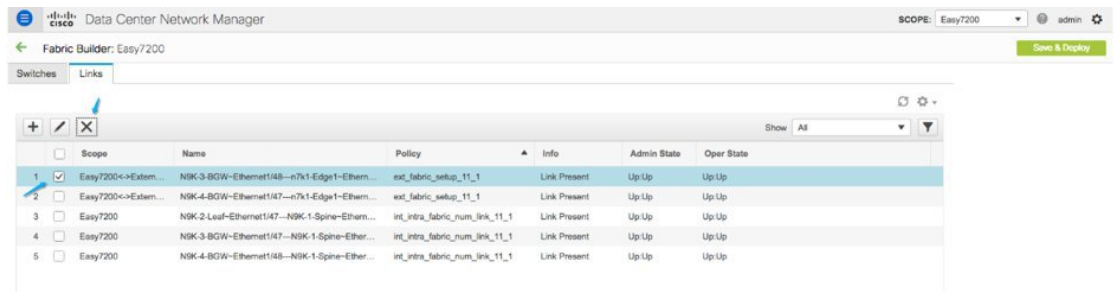 cisco Data Center Network Manager SCOPE: Easy7200 admin
Fabric Builder: Easy7200 Save & Deploy
Switches Links
Show All
Scope Name Policy Info Admin State Oper State
1 Easy7200<->Extern... N9K-3-BGW~Ethernet1/48---n7k1-Edge1~Ethern... ext_fabric_setup_11_1 Link Present Up:Up Up:Up
2 Easy7200<->Extern... N9K-4-BGW~Ethernet1/47---n7k1-Edge1~Ethern... ext_fabric_setup_11_1 Link Present Up:Up Up:Up
3 Easy7200 N9K-2-Leaf~Ethernet1/47---N9K-1-Spine~Ethern... int_intra_fabric_num_link_11_1 Link Present Up:Up Up:Up
4 Easy7200 N9K-3-BGW~Ethernet1/47---N9K-1-Spine~Ether... int_intra_fabric_num_link_11_1 Link Present Up:Up Up:Up
5 Easy7200 N9K-4-BGW~Ethernet1/48---N9K-1-Spine~Ether... int_intra_fabric_num_link_11_1 Link Present Up:Up Up:Up